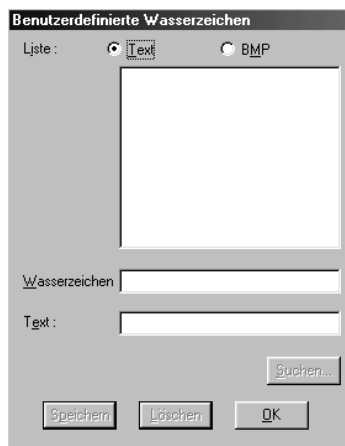 Benutzerdefinierte Wasserzeichen
Liste : Text BMP
Wasserzeichen
Text :
Suchen...
Speichern Löschen OK